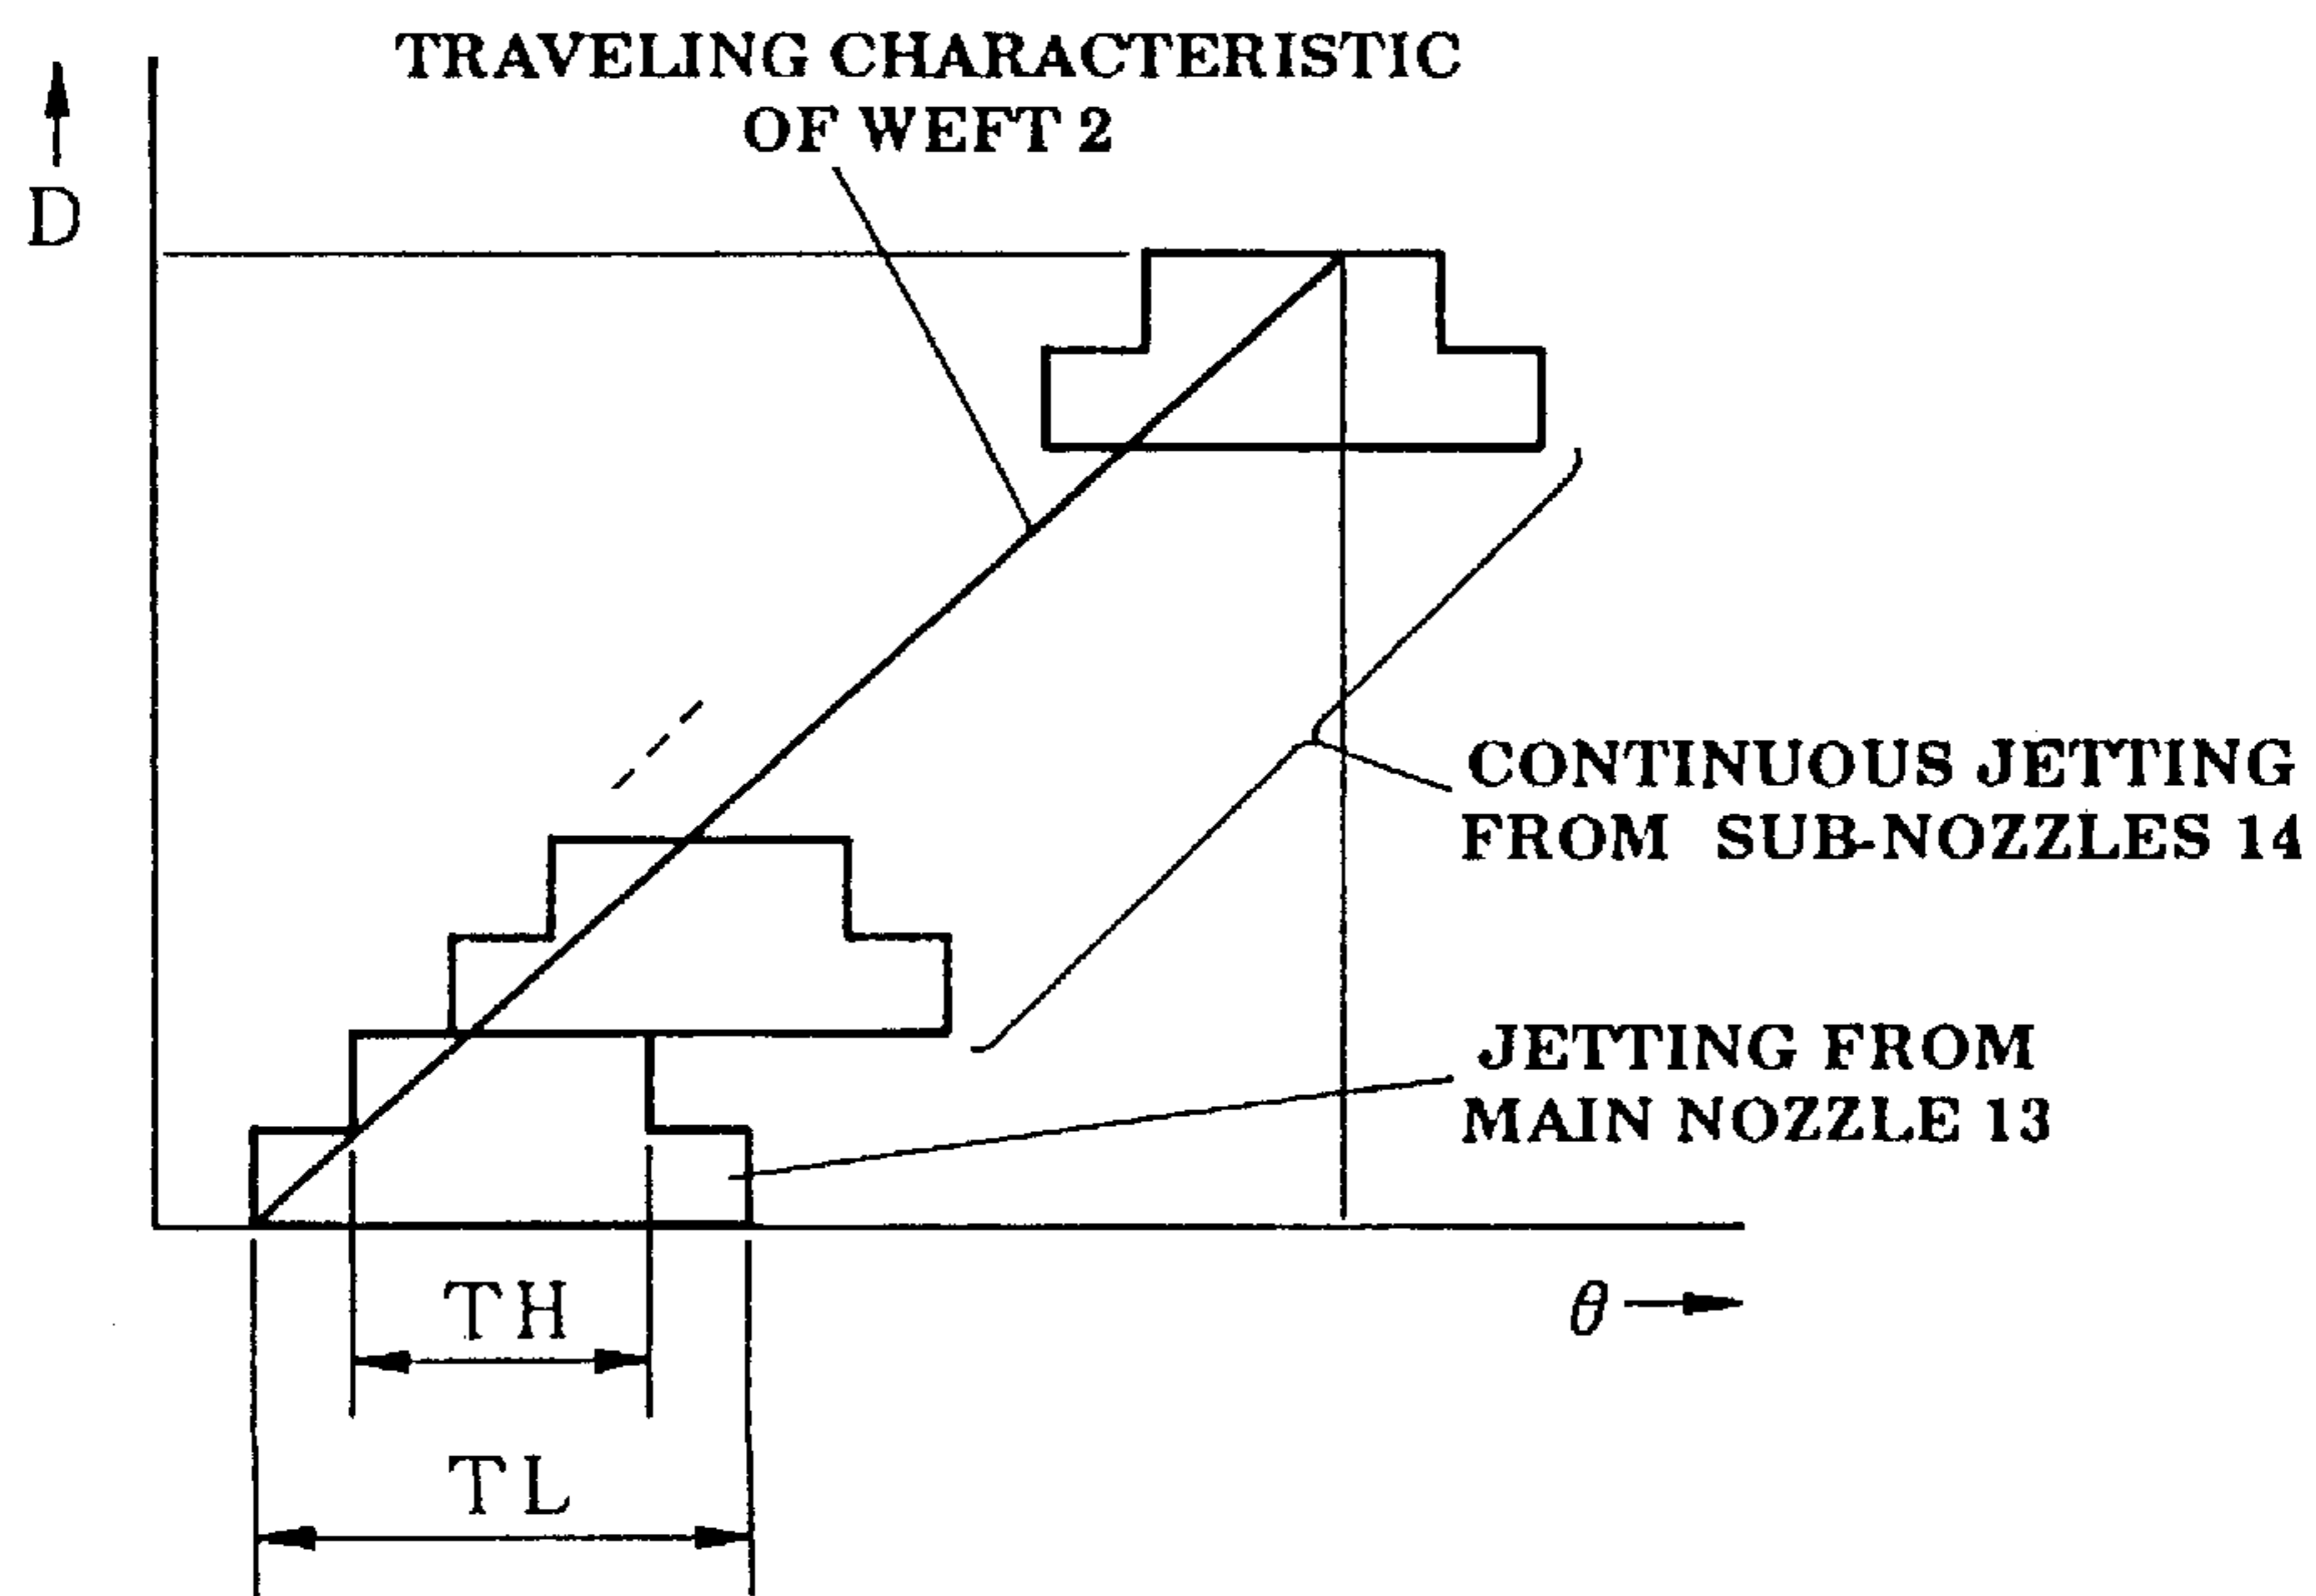 TRAVELING CHARACTERISTIC
OF WEFT 2
D
CONTINUOUS JETTING
FROM SUB-NOZZLES 14
JETTING FROM
MAIN NOZZLE 13
TH
θ
TL